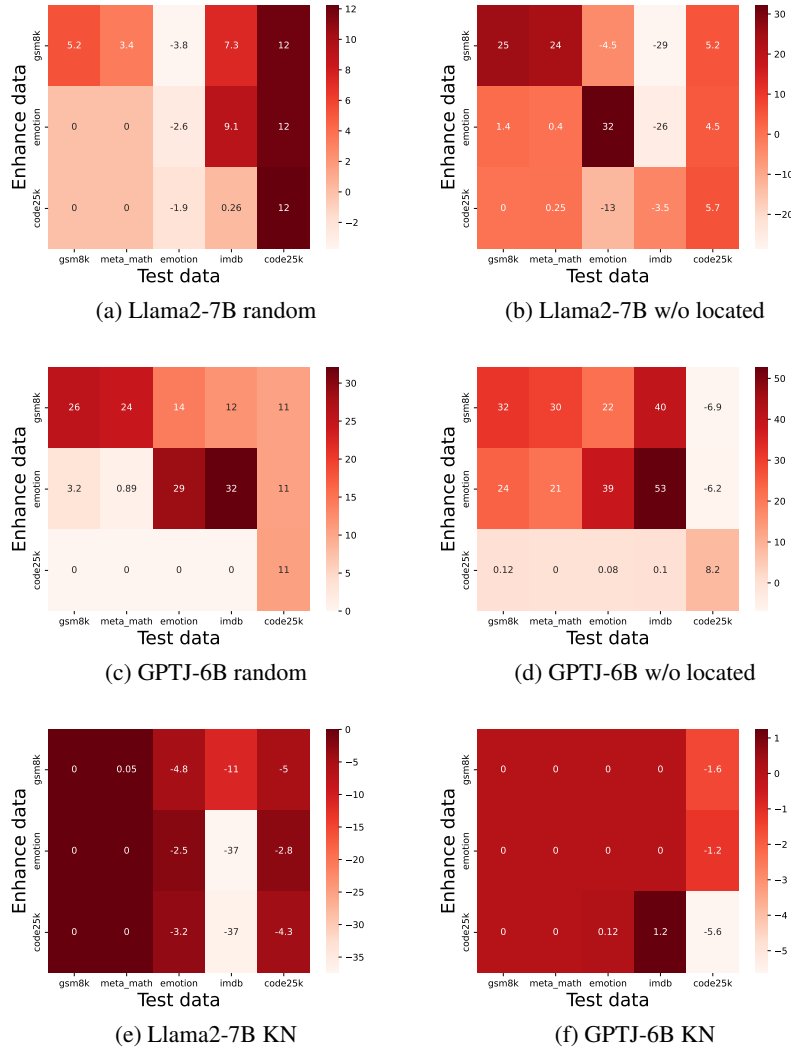 Enhance data
gsm8k
5.2 3.4 -3.8 7.3 12
emotion
0 0 -2.6 9.1 12
code25k
0 0 -1.9 0.26 12
gsm8k meta_math emotion imdb code25k
Test data
12
10
8
6
4
2
0
−2
(a) Llama2-7B random
Enhance data
gsm8k
25 24 -4.5 -29 5.2
emotion
1.4 0.4 32 -26 4.5
code25k
0 0.25 -13 -3.5 5.7
gsm8k meta_math emotion imdb code25k
Test data
30
20
10
0
−10
−20
(b) Llama2-7B w/o located
Enhance data
gsm8k
26 24 14 12 11
emotion
3.2 0.89 29 32 11
code25k
0 0 0 0 11
gsm8k meta_math emotion imdb code25k
Test data
30
25
20
15
10
5
0
(c) GPTJ-6B random
Enhance data
gsm8k
32 30 22 40 -6.9
emotion
24 21 39 53 -6.2
code25k
0.12 0 0.08 0.1 8.2
gsm8k meta_math emotion imdb code25k
Test data
50
40
30
20
10
0
(d) GPTJ-6B w/o located
Enhance data
gsm8k
0 0.05 -4.8 -11 -5
emotion
0 0 -2.5 -37 -2.8
code25k
0 0 -3.2 -37 -4.3
gsm8k meta_math emotion imdb code25k
Test data
0
−5
−10
−15
−20
−25
−30
−35
(e) Llama2-7B KN
Enhance data
gsm8k
0 0 0 0 -1.6
emotion
0 0 0 0 -1.2
code25k
0 0 0.12 1.2 -5.6
gsm8k meta_math emotion imdb code25k
Test data
1
0
−1
−2
−3
−4
−5
(f) GPTJ-6B KN